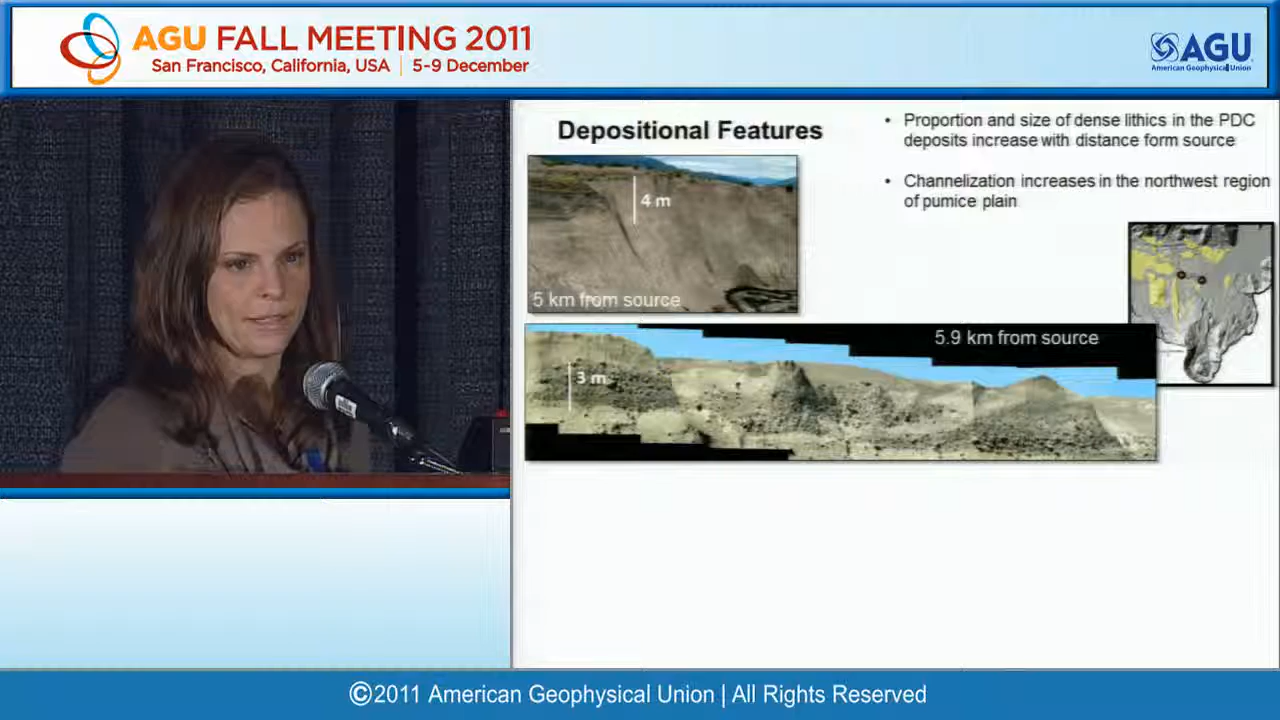 AGU FALL MEETING 2011
San Francisco, California, USA | 5-9 December
AGU
American Geophysical Union
Depositional Features
• Proportion and size of dense lithics in the PDC
deposits increase with distance form source
• Channelization increases in the northwest region
of pumice plain
4 m
5 km from source
5.9 km from source
3 m
©2011 American Geophysical Union | All Rights Reserved